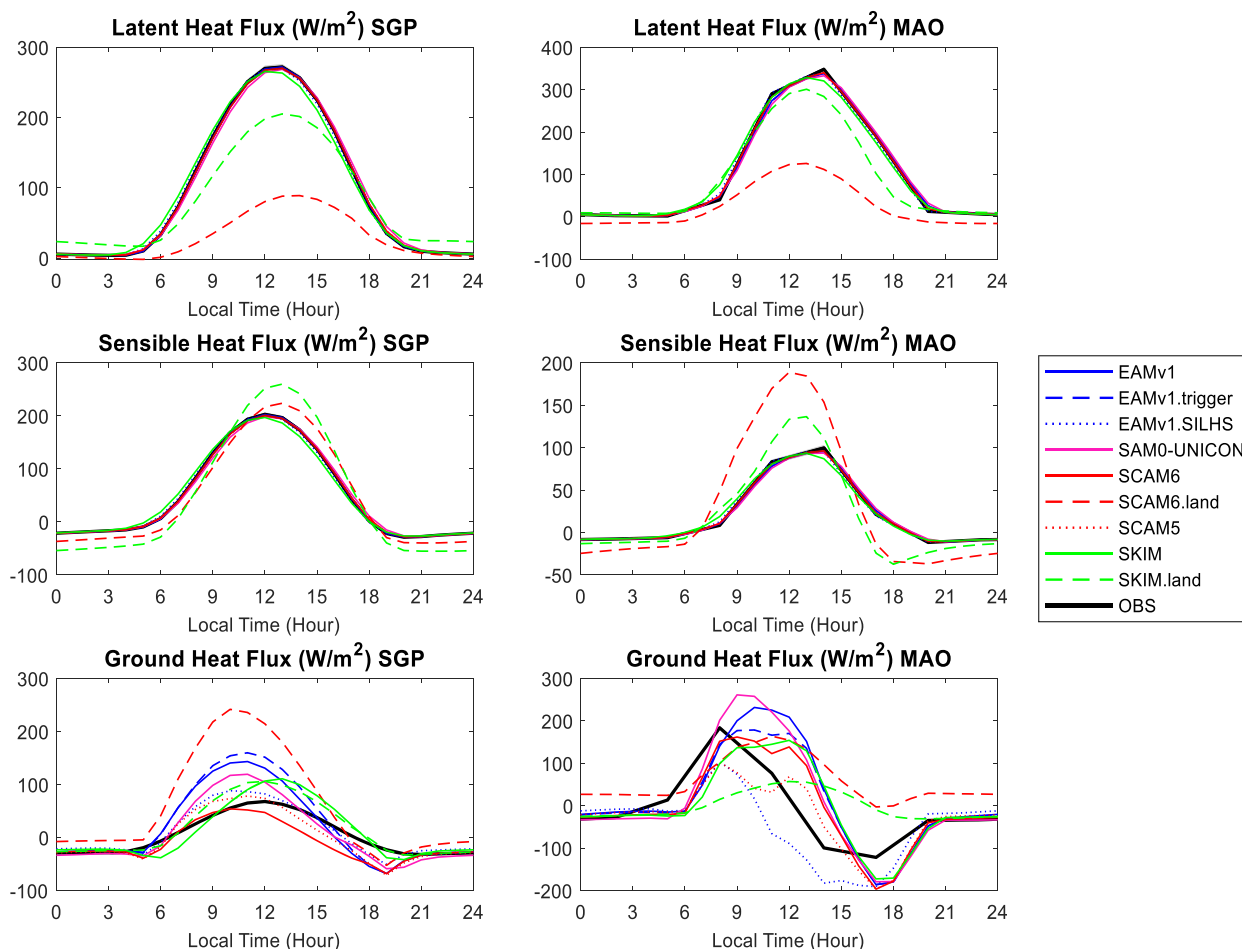 Latent Heat Flux (W/m²) SGP
300
200
100
0
0 3 6 9 12 15 18 21 24
Local Time (Hour)
Latent Heat Flux (W/m²) MAO
400
300
200
100
0
-100
0 3 6 9 12 15 18 21 24
Local Time (Hour)
Sensible Heat Flux (W/m²) SGP
300
200
100
0
-100
0 3 6 9 12 15 18 21 24
Local Time (Hour)
Sensible Heat Flux (W/m²) MAO
200
150
100
50
0
-50
0 3 6 9 12 15 18 21 24
Local Time (Hour)
EAMv1
EAMv1.trigger
EAMv1.SILHS
SAM0-UNICON
SCAM6
SCAM6.land
SCAM5
SKIM
SKIM.land
OBS
Ground Heat Flux (W/m²) SGP
300
200
100
0
-100
0 3 6 9 12 15 18 21 24
Local Time (Hour)
Ground Heat Flux (W/m²) MAO
300
200
100
0
-100
-200
0 3 6 9 12 15 18 21 24
Local Time (Hour)